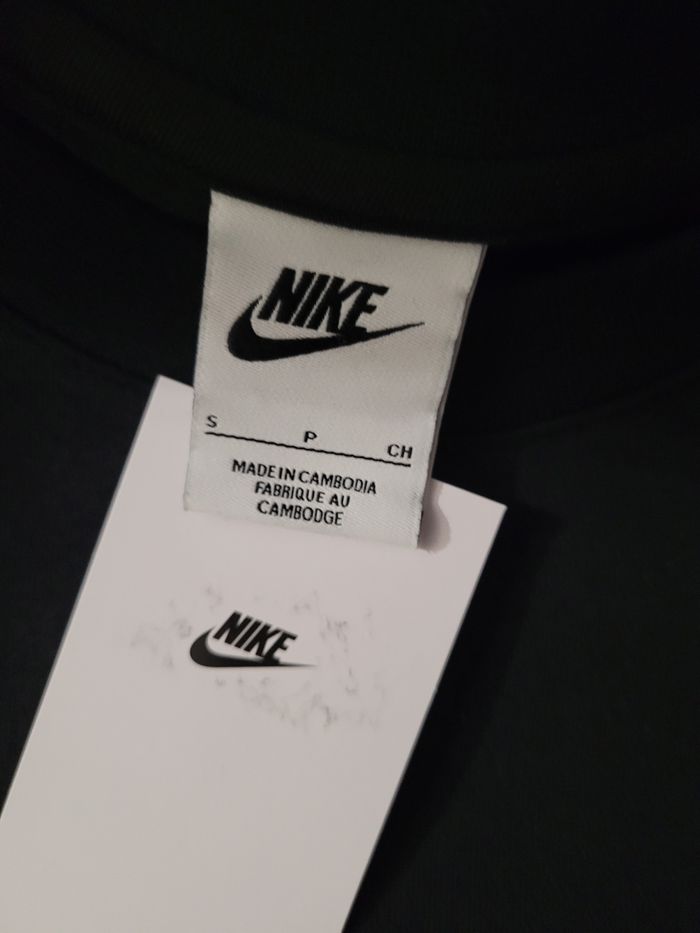 NIKE
S P CH
MADE IN CAMBODIA
FABRIQUE AU
CAMBODGE
NIKE